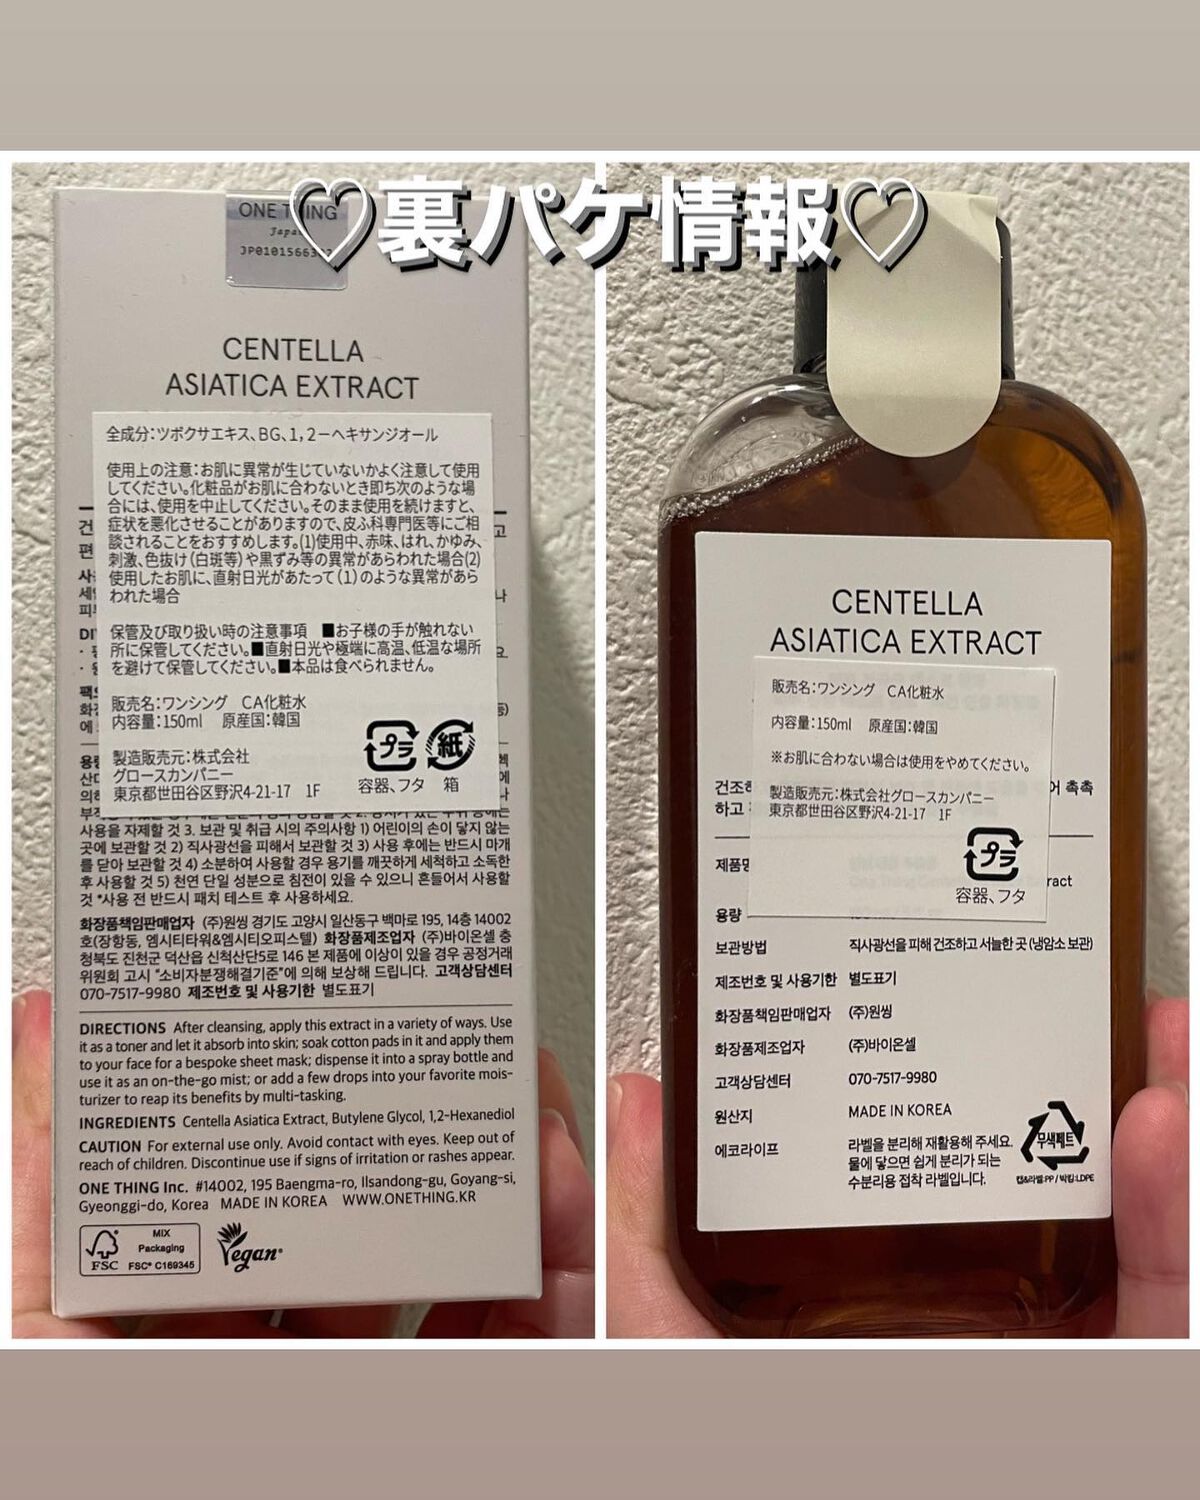 ♡裏パケ情報♡
ONE THING
Japan
CENTELLA
ASIATICA EXTRACT
全成分:ツボクサエキス、BG、1,2ーヘキサンジオール
使用上の注意:お肌に異常が生じていないかよく注意して使用
してください。化粧品がお肌に合わないとき即ち次のような場
合には、使用を中止してください。そのまま使用を続けますと、
症状を悪化させることがありますので、皮ふ科専門医等にご相
談されることをおすすめします。(1)使用中、赤味、はれ、かゆみ、
刺激、色抜け(白斑等)や黒ずみ等の異常があらわれた場合(2)
使用したお肌に、直射日光があたって(1)のような異常があら
われた場合
保管及び取り扱い時の注意事項 ■お子様の手が触れない
所に保管してください。■直射日光や極端に高温、低温な場所
を避けて保管してください。■本品は食べられません。
販売名:ワンシング CA化粧水
内容量:150ml 原産国:韓国
製造販売元:株式会社
グロースカンパニー
東京都世田谷区野沢4-21-17 1F
プラ 紙
容器、フタ 箱
사용을 자제할 것 3. 보관 및 취급 시의 주의사항 1) 어린이의 손이 닿지 않는
곳에 보관할 것 2) 직사광선을 피해서 보관할 것 3) 사용 후에는 반드시 마개
를 닫아 보관할 것 4) 소분하여 사용할 경우 용기를 깨끗하게 세척하고 소독한
후 사용할 것 5) 천연 단일 성분으로 침전이 있을 수 있으니 흔들어서 사용할
것 *사용 전 반드시 패치 테스트 후 사용하세요.
화장품책임판매업자 (주)원씽 경기도 고양시 일산동구 백마로 195, 14층 14002
호(장항동, 엠시티타워&엠시티오피스텔) 화장품제조업자 (주)바이온셀 충
청북도 진천군 덕산읍 신척산단5로 146 본 제품에 이상이 있을 경우 공정거래
위원회 고시 "소비자분쟁해결기준"에 의해 보상해 드립니다. 고객상담센터
070-7517-9980 제조번호 및 사용기한 별도표기
DIRECTIONS After cleansing, apply this extract in a variety of ways. Use
it as a toner and let it absorb into skin; soak cotton pads in it and apply them
to your face for a bespoke sheet mask; dispense it into a spray bottle and
use it as an on-the-go mist; or add a few drops into your favorite mois-
turizer to reap its benefits by multi-tasking.
INGREDIENTS Centella Asiatica Extract, Butylene Glycol, 1,2-Hexanediol
CAUTION For external use only. Avoid contact with eyes. Keep out of
reach of children. Discontinue use if signs of irritation or rashes appear.
ONE THING Inc. #14002, 195 Baengma-ro, Ilsandong-gu, Goyang-si,
Gyeonggi-do, Korea MADE IN KOREA WWW.ONETHING.KR
FSC
MIX
Packaging
FSC® C169345
Vegan
CENTELLA
ASIATICA EXTRACT
販売名:ワンシング CA化粧水
内容量:150ml 原産国:韓国
※お肌に合わない場合は使用をやめてください。
製造販売元:株式会社グロースカンパニー
東京都世田谷区野沢4-21-17 1F
プラ
容器、フタ
용량
보관방법 직사광선을 피해 건조하고 서늘한 곳 (냉암소 보관)
제조번호 및 사용기한 별도표기
화장품책임판매업자 (주)원씽
화장품제조업자 (주)바이온셀
고객상담센터 070-7517-9980
원산지 MADE IN KOREA
에코라이프 라벨을 분리해 재활용해 주세요.
물에 닿으면 쉽게 분리가 되는
수분리용 접착 라벨입니다.
무색페트
캡&라벨:PP / 박킹:LDPE